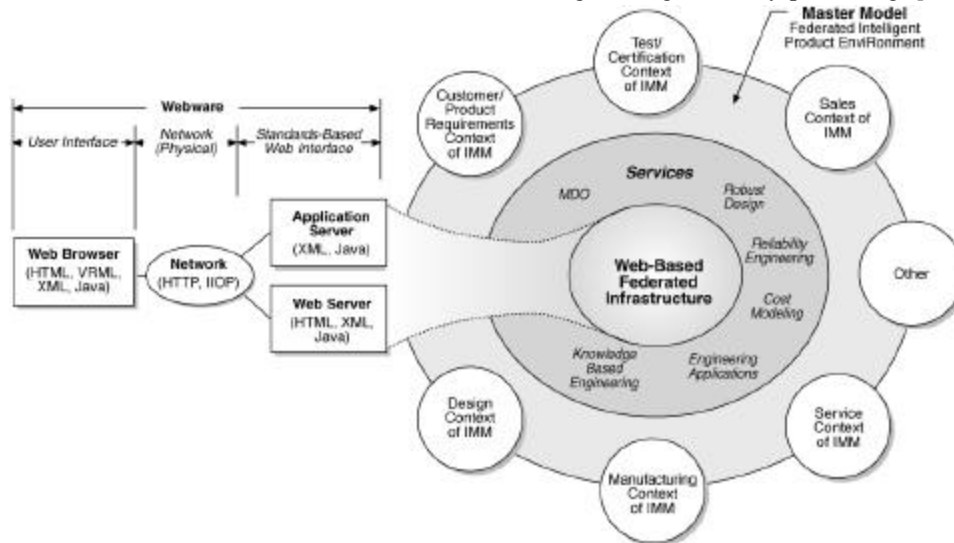 Master Model
Federated Intelligent
Product EnviRonment
Test/
Certification
Context
of IMM
Customer/
Product
Requirements
Context
of IMM
Sales
Context of
IMM
Webware
User Interface
Network
(Physical)
Standards-Based
Web Interface
Services
MDO
Robust
Design
Application
Server
(XML, Java)
Web Browser
(HTML, VRML,
XML, Java)
Network
(HTTP, IIOP)
Web Server
(HTML, XML,
Java)
Web-Based
Federated
Infrastructure
Reliability
Engineering
Cost
Modeling
Other
Knowledge
Based
Engineering
Engineering
Applications
Design
Context
of IMM
Service
Context
of IMM
Manufacturing
Context
of IMM